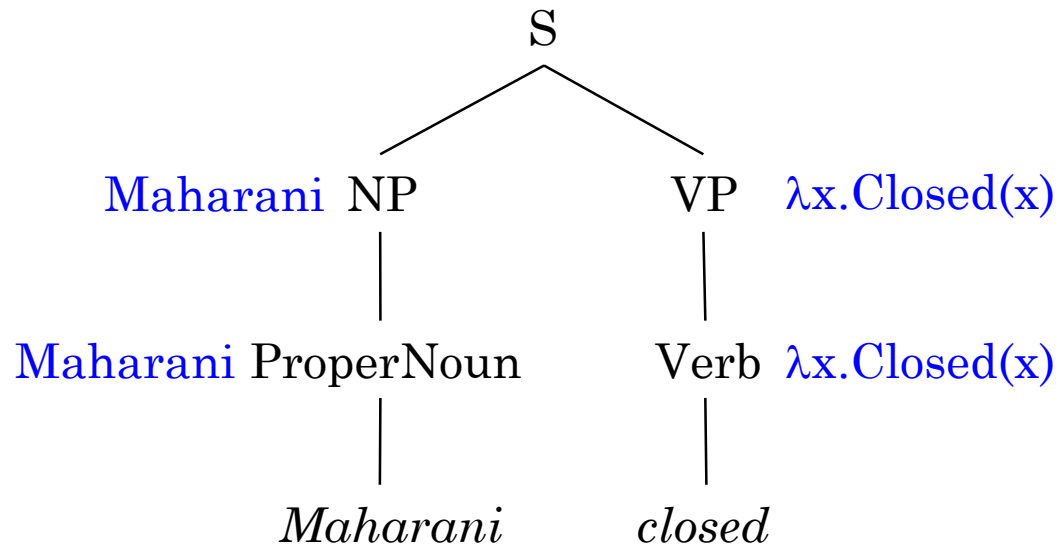 S
Maharani NP VP λx.Closed(x)
Maharani ProperNoun Verb λx.Closed(x)
Maharani closed